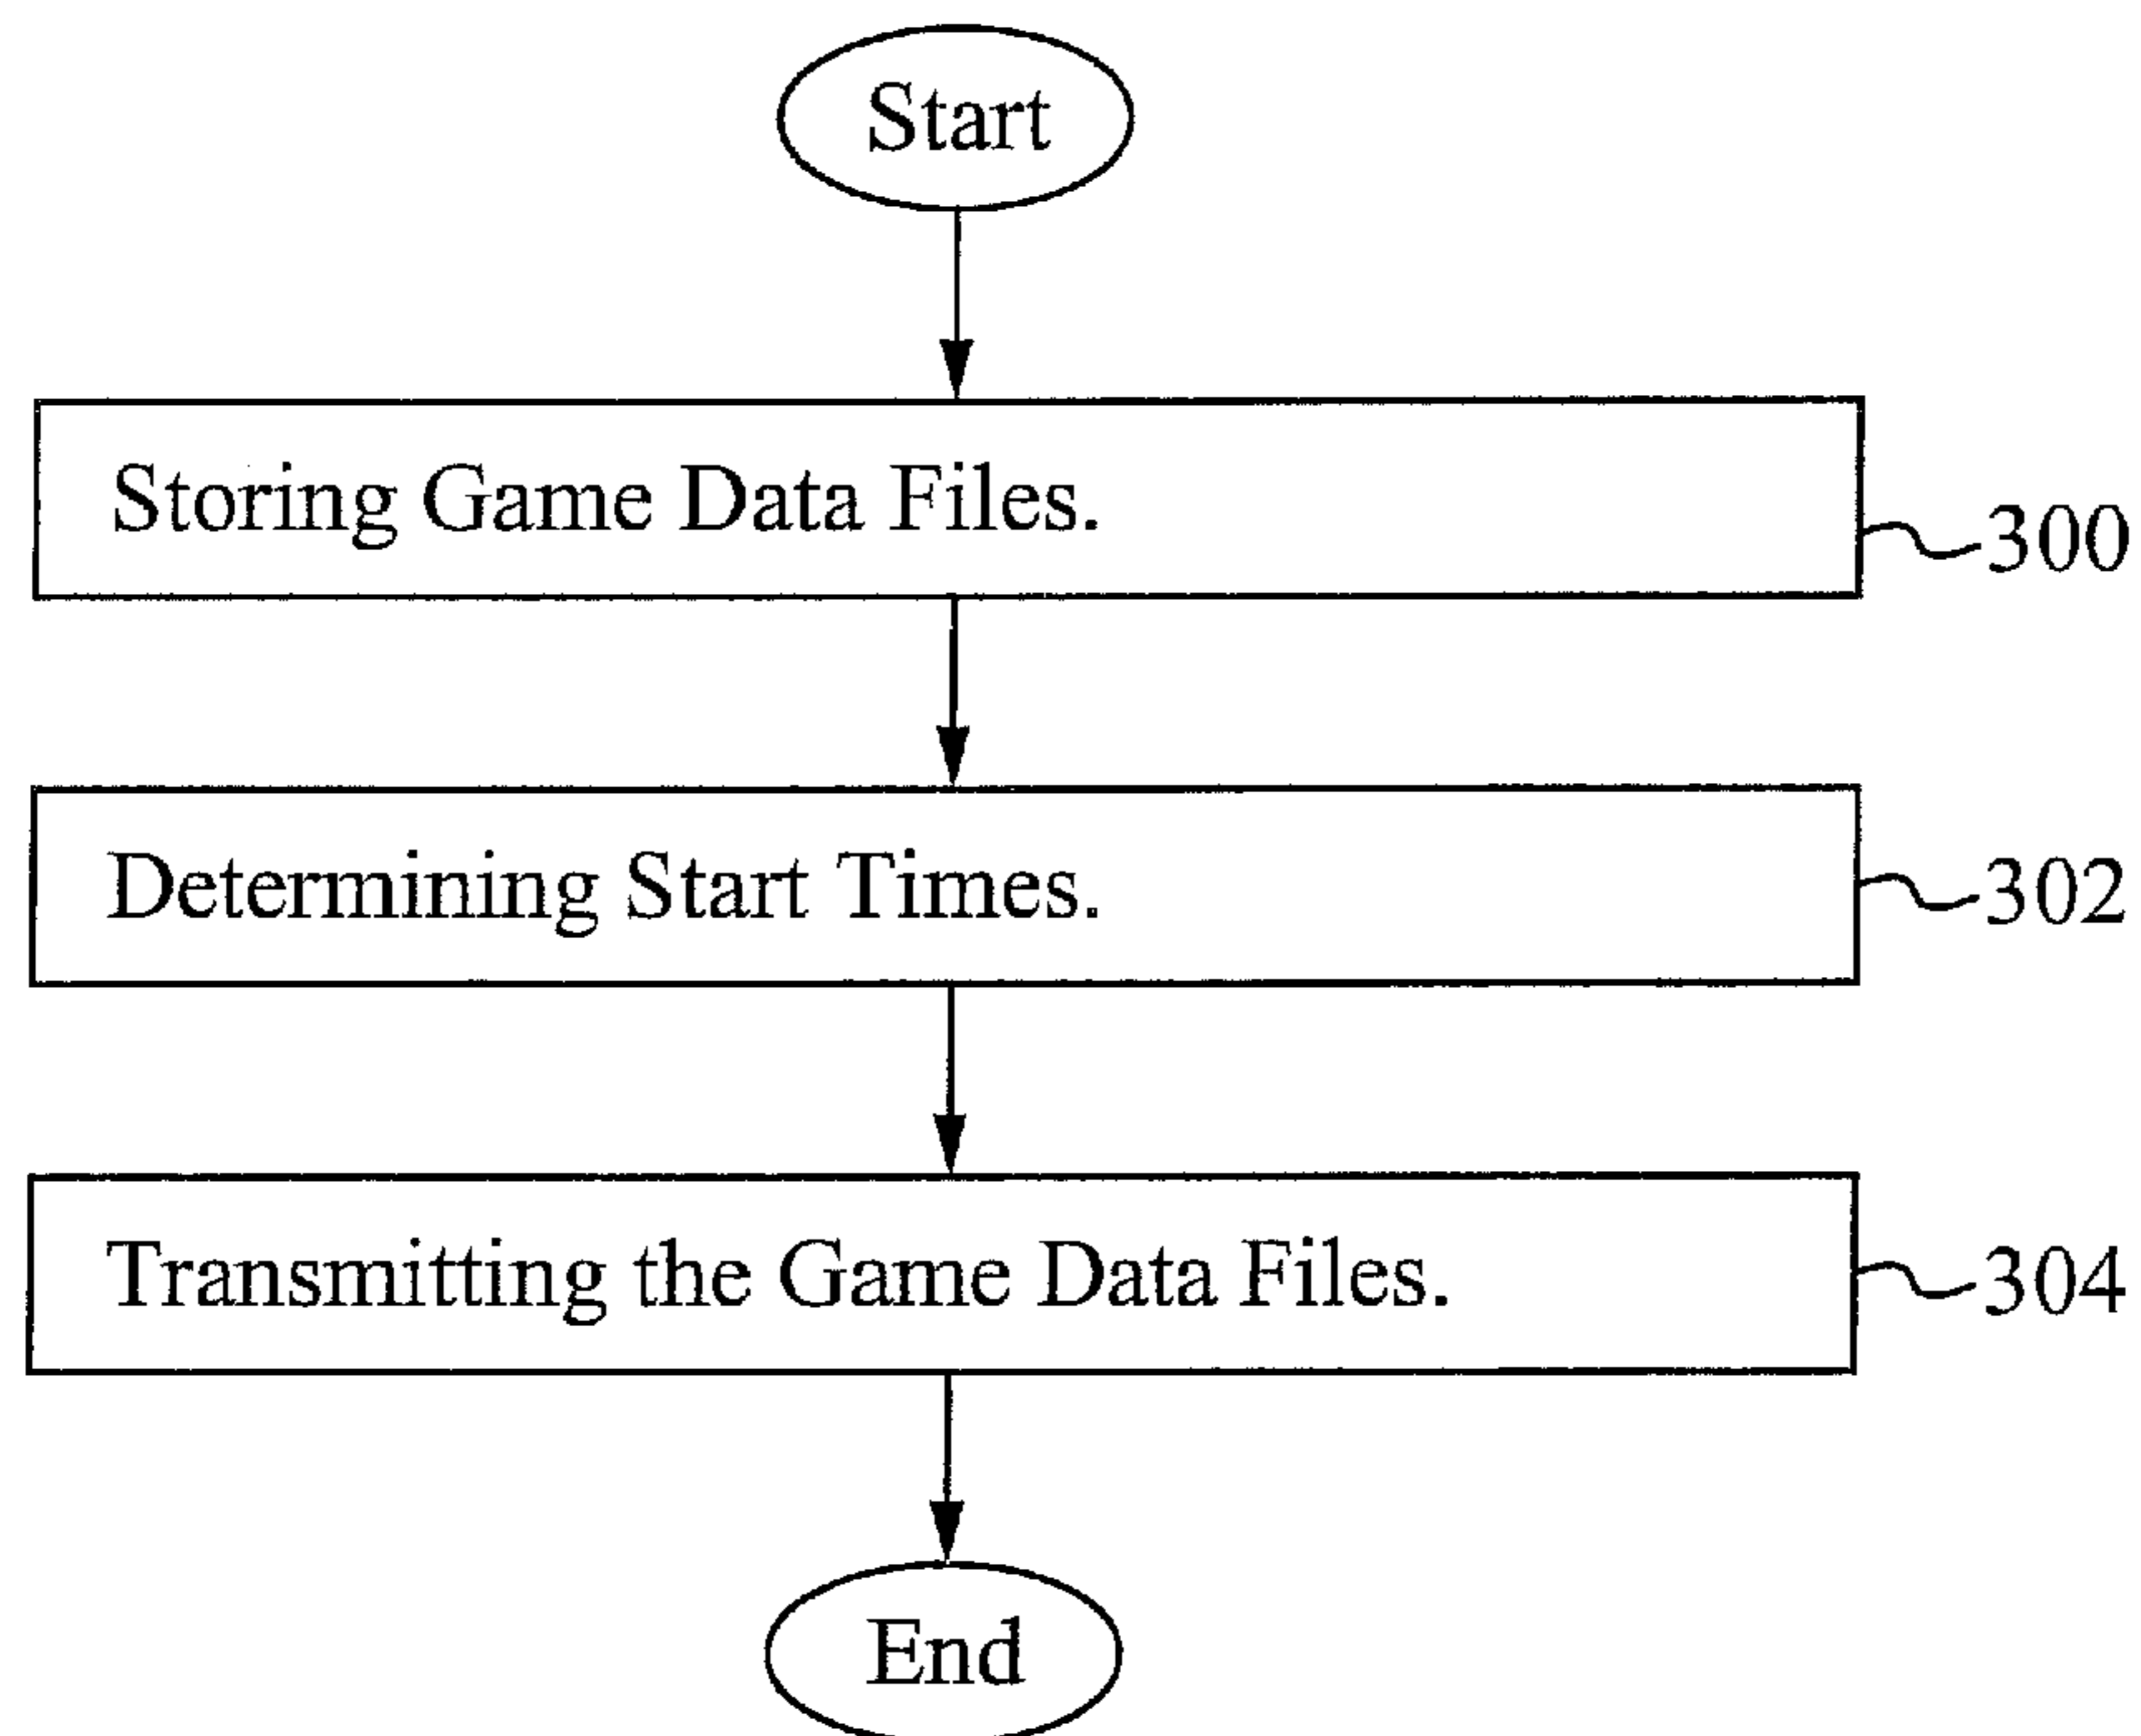 Start
Storing Game Data Files.
300
Determining Start Times.
302
Transmitting the Game Data Files.
304
End